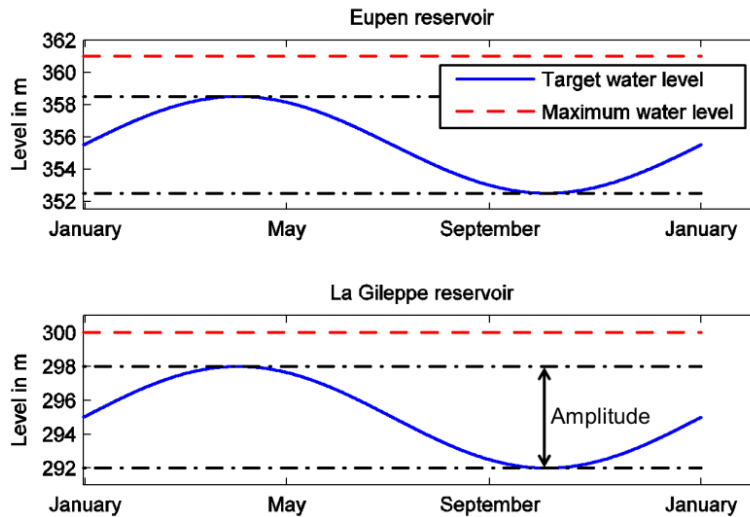 Eupen reservoir
362
360
358
356
354
352
Level in m
Target water level
Maximum water level
January May September January
La Gileppe reservoir
300
298
296
294
292
Level in m
Amplitude
January May September January